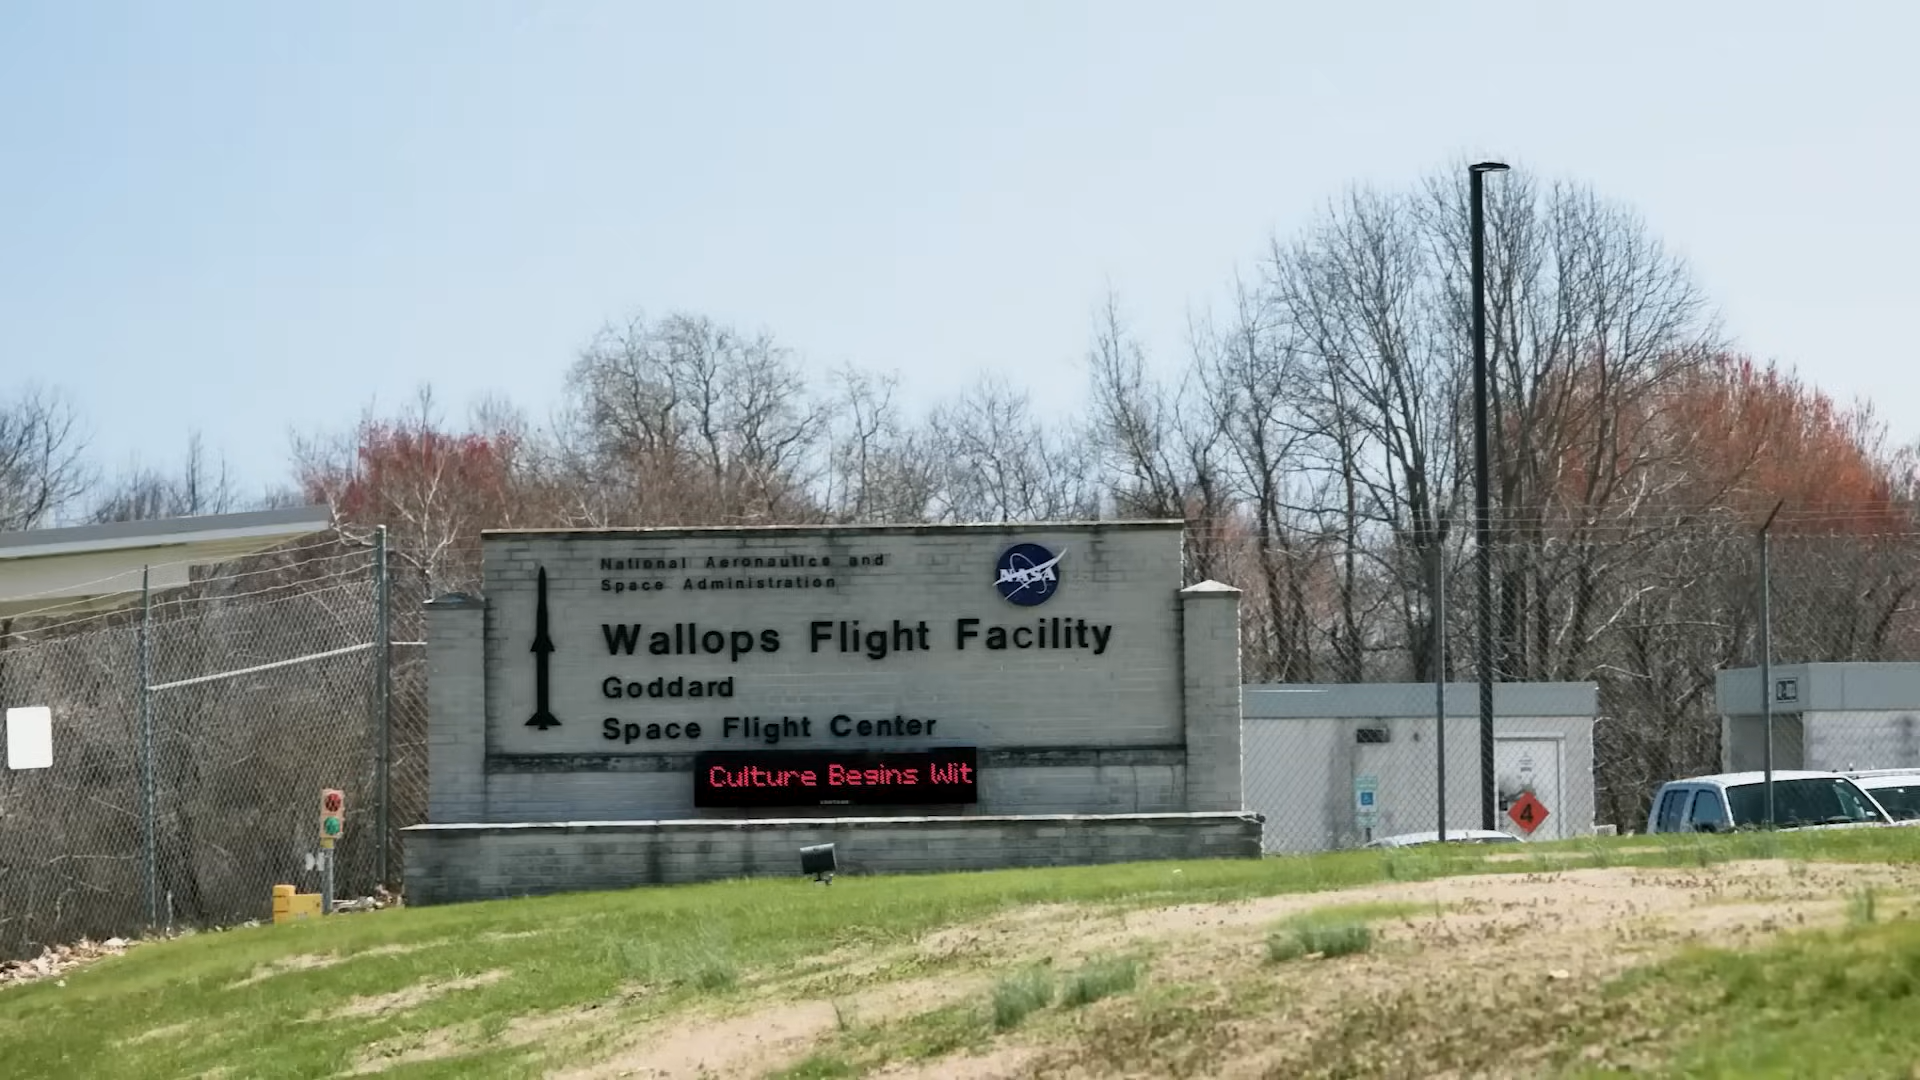 National Aeronautics and
Space Administration
NASA
Wallops Flight Facility
Goddard
Space Flight Center
Culture Begins Wit
4